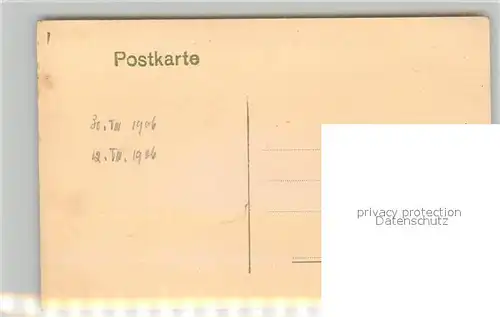 Postkarte
30. VII 1906
12. VII. 1906
privacy protection
Datenschutz